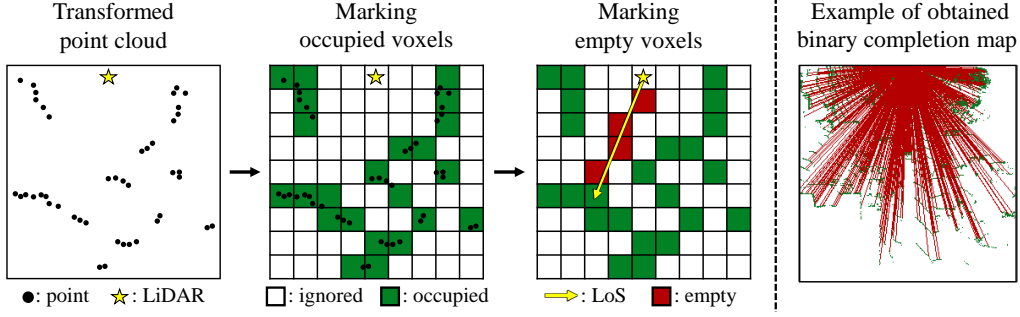 Transformed
point cloud
Marking
occupied voxels
Marking
empty voxels
Example of obtained
binary completion map
: point
: LiDAR
: ignored
: occupied
: LoS
: empty